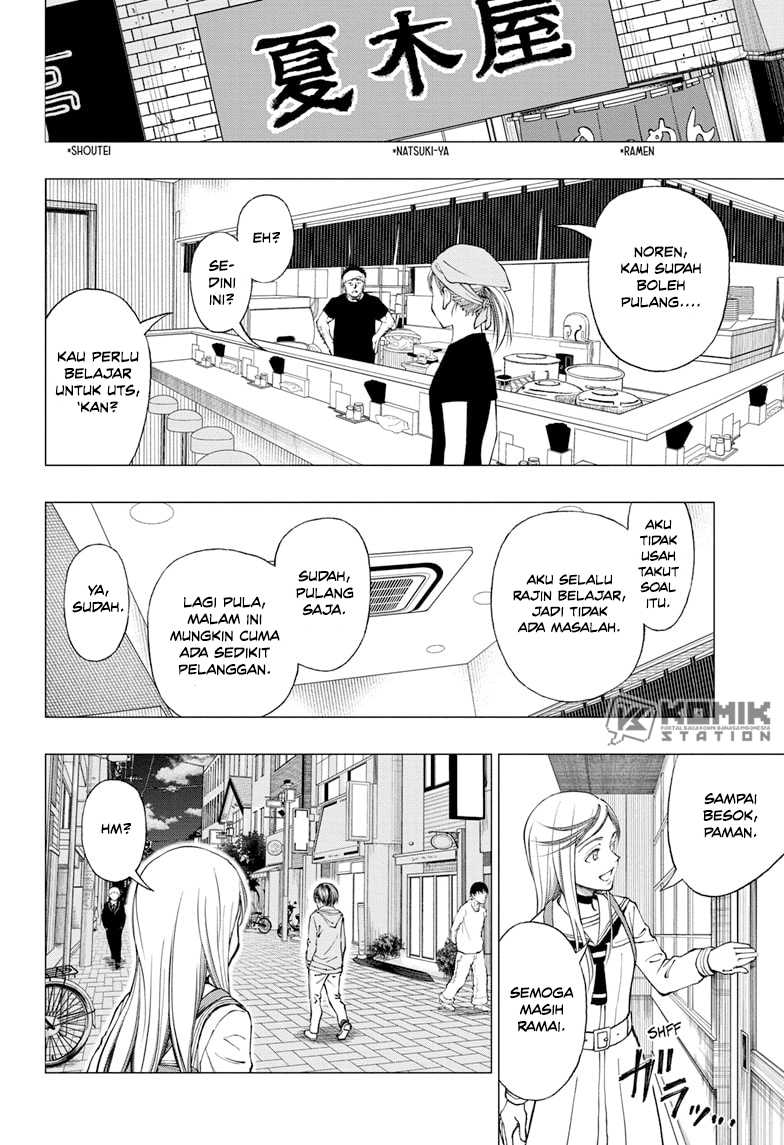 夏木屋
*SHOUTEI
*NATSUKI-YA
*RAMEN
NOREN,
KAU SUDAH
BOLEH
PULANG....
EH?
SE-
DINI
INI?
KAU PERLU
BELAJAR
UNTUK UTS,
'KAN?
AKU
TIDAK
USAH
TAKUT
SOAL
ITU.
AKU SELALU
RAJIN BELAJAR,
JADI TIDAK
ADA MASALAH.
SUDAH,
PULANG
SAJA.
LAGI PULA,
MALAM INI
MUNGKIN CUMA
ADA SEDIKIT
PELANGGAN.
YA,
SUDAH.
KOMIK
STATION
SAMPAI
BESOK,
PAMAN.
SEMOGA
MASIH
RAMAI.
SHFF
ガラ...
HM?